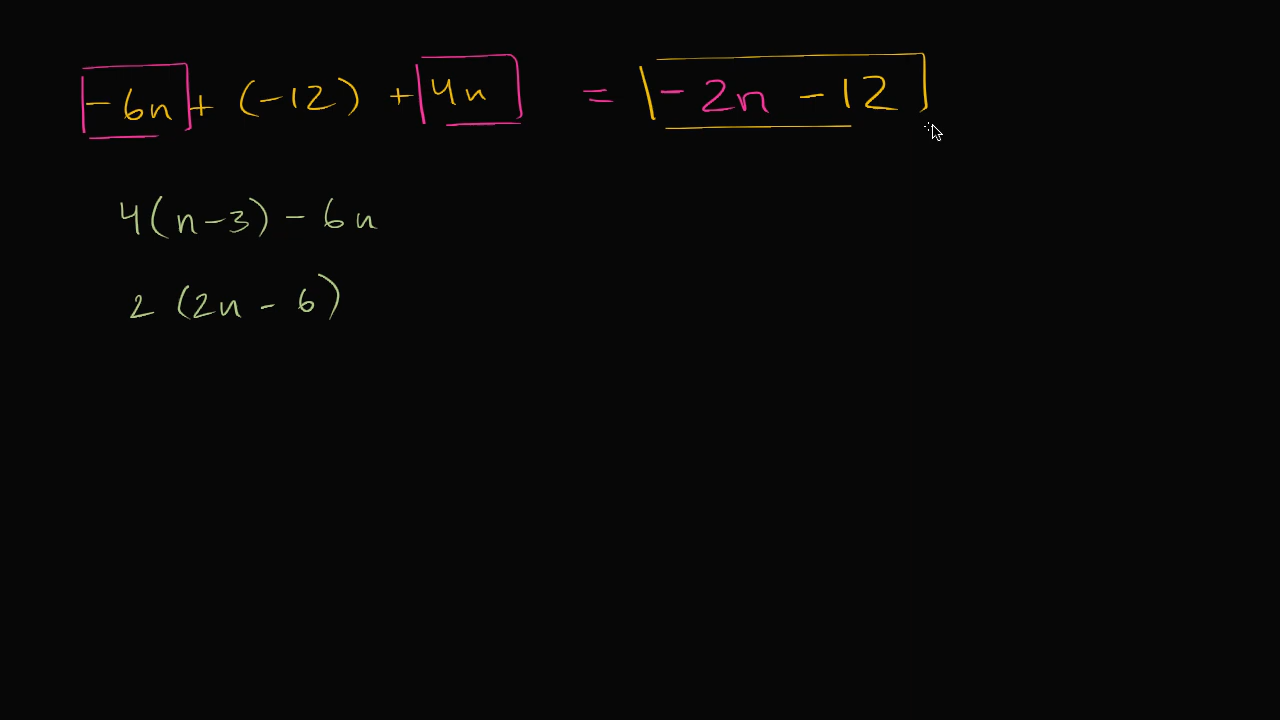 -6n + (-12) + 4n = -2n - 12
4(n-3) - 6n
2 (2n - 6)